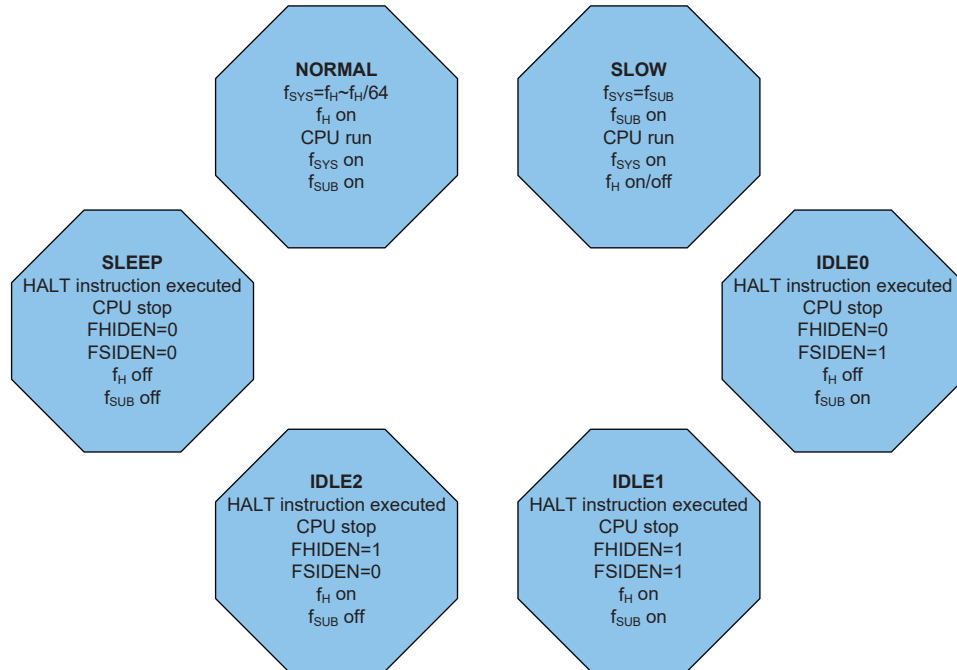 NORMAL
fSYS=fH~fH/64
fH on
CPU run
fSYS on
fSUB on
SLOW
fSYS=fSUB
fSUB on
CPU run
fSYS on
fH on/off
SLEEP
HALT instruction executed
CPU stop
FHIDEN=0
FSIDEN=0
fH off
fSUB off
IDLE0
HALT instruction executed
CPU stop
FHIDEN=0
FSIDEN=1
fH off
fSUB on
IDLE2
HALT instruction executed
CPU stop
FHIDEN=1
FSIDEN=0
fH on
fSUB off
IDLE1
HALT instruction executed
CPU stop
FHIDEN=1
FSIDEN=1
fH on
fSUB on